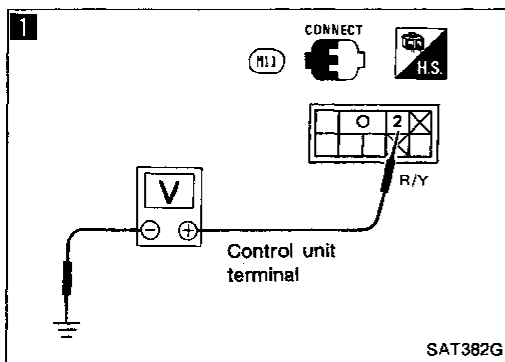 1
CONNECT
M11
H.S.
2
R/Y
V
Control unit
terminal
SAT382G